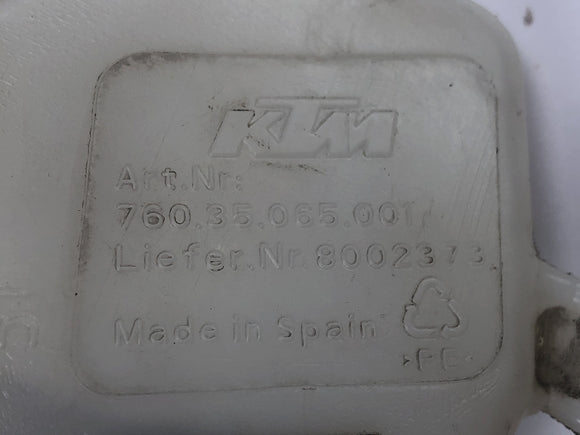 KTM
Art.Nr:
760.35.065.001
Liefer.Nr.8002373
Made in Spain
>PE<